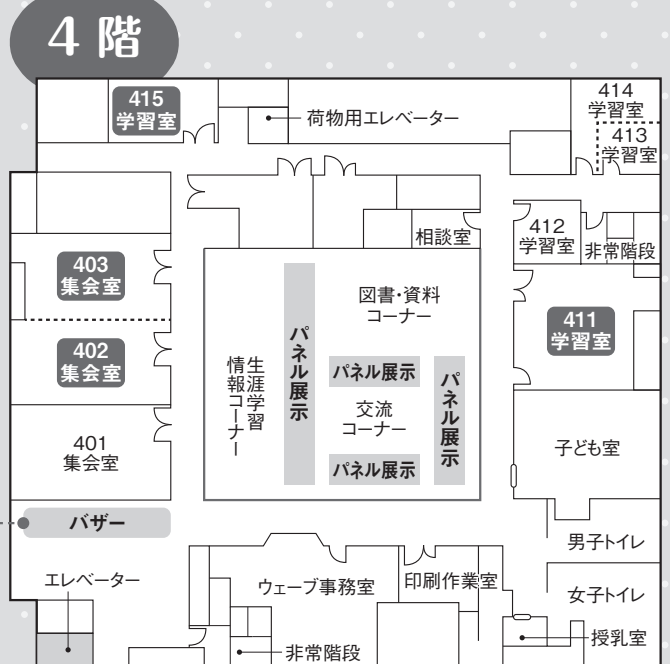 4階
415
学習室
荷物用エレベーター
414
学習室
413
学習室
相談室
412
学習室
非常階段
403
集会室
402
集会室
401
集会室
図書・資料
コーナー
411
学習室
パネル展示
生涯学習
情報コーナー
パネル展示
交流
コーナー
パネル展示
パネル展示
子ども室
バザー
男子トイレ
エレベーター
ウェーブ事務室
印刷作業室
女子トイレ
授乳室
非常階段